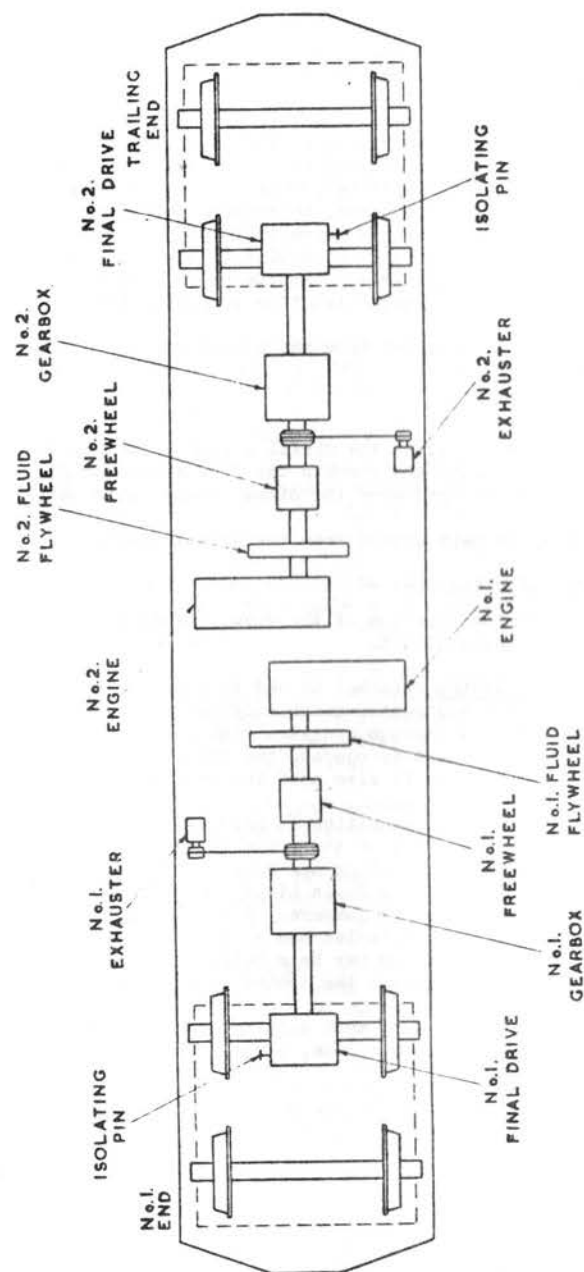 No.1.
END
ISOLATING
PIN
No.1.
EXHAUSTER
No.2.
ENGINE
No.2. FLUID
FLYWHEEL
No.2.
FREEWHEEL
No.2.
GEARBOX
No.2.
FINAL DRIVE
TRAILING
END
No.1.
FINAL DRIVE
No.1.
GEARBOX
No.1.
FREEWHEEL
No.1. FLUID
FLYWHEEL
No.1.
ENGINE
No.2.
EXHAUSTER
ISOLATING
PIN